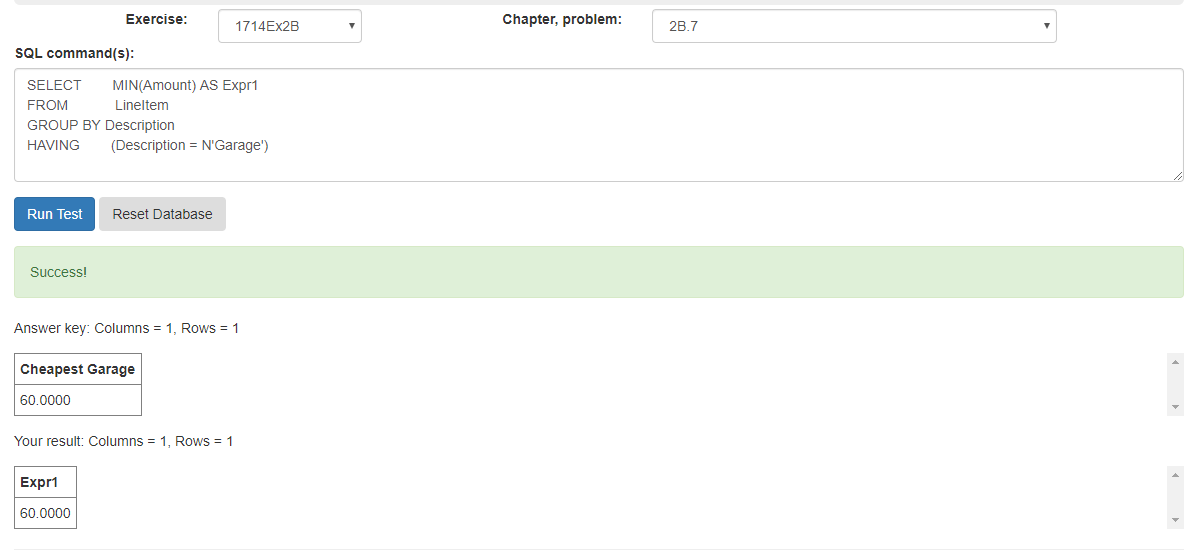 Exercise: 1714Ex2B Chapter, problem: 2B.7
SQL command(s):
SELECT MIN(Amount) AS Expr1
FROM LineItem
GROUP BY Description
HAVING (Description = N'Garage')
Run Test Reset Database
Success!
Answer key: Columns = 1, Rows = 1
Cheapest Garage
60.0000
Your result: Columns = 1, Rows = 1
Expr1
60.0000